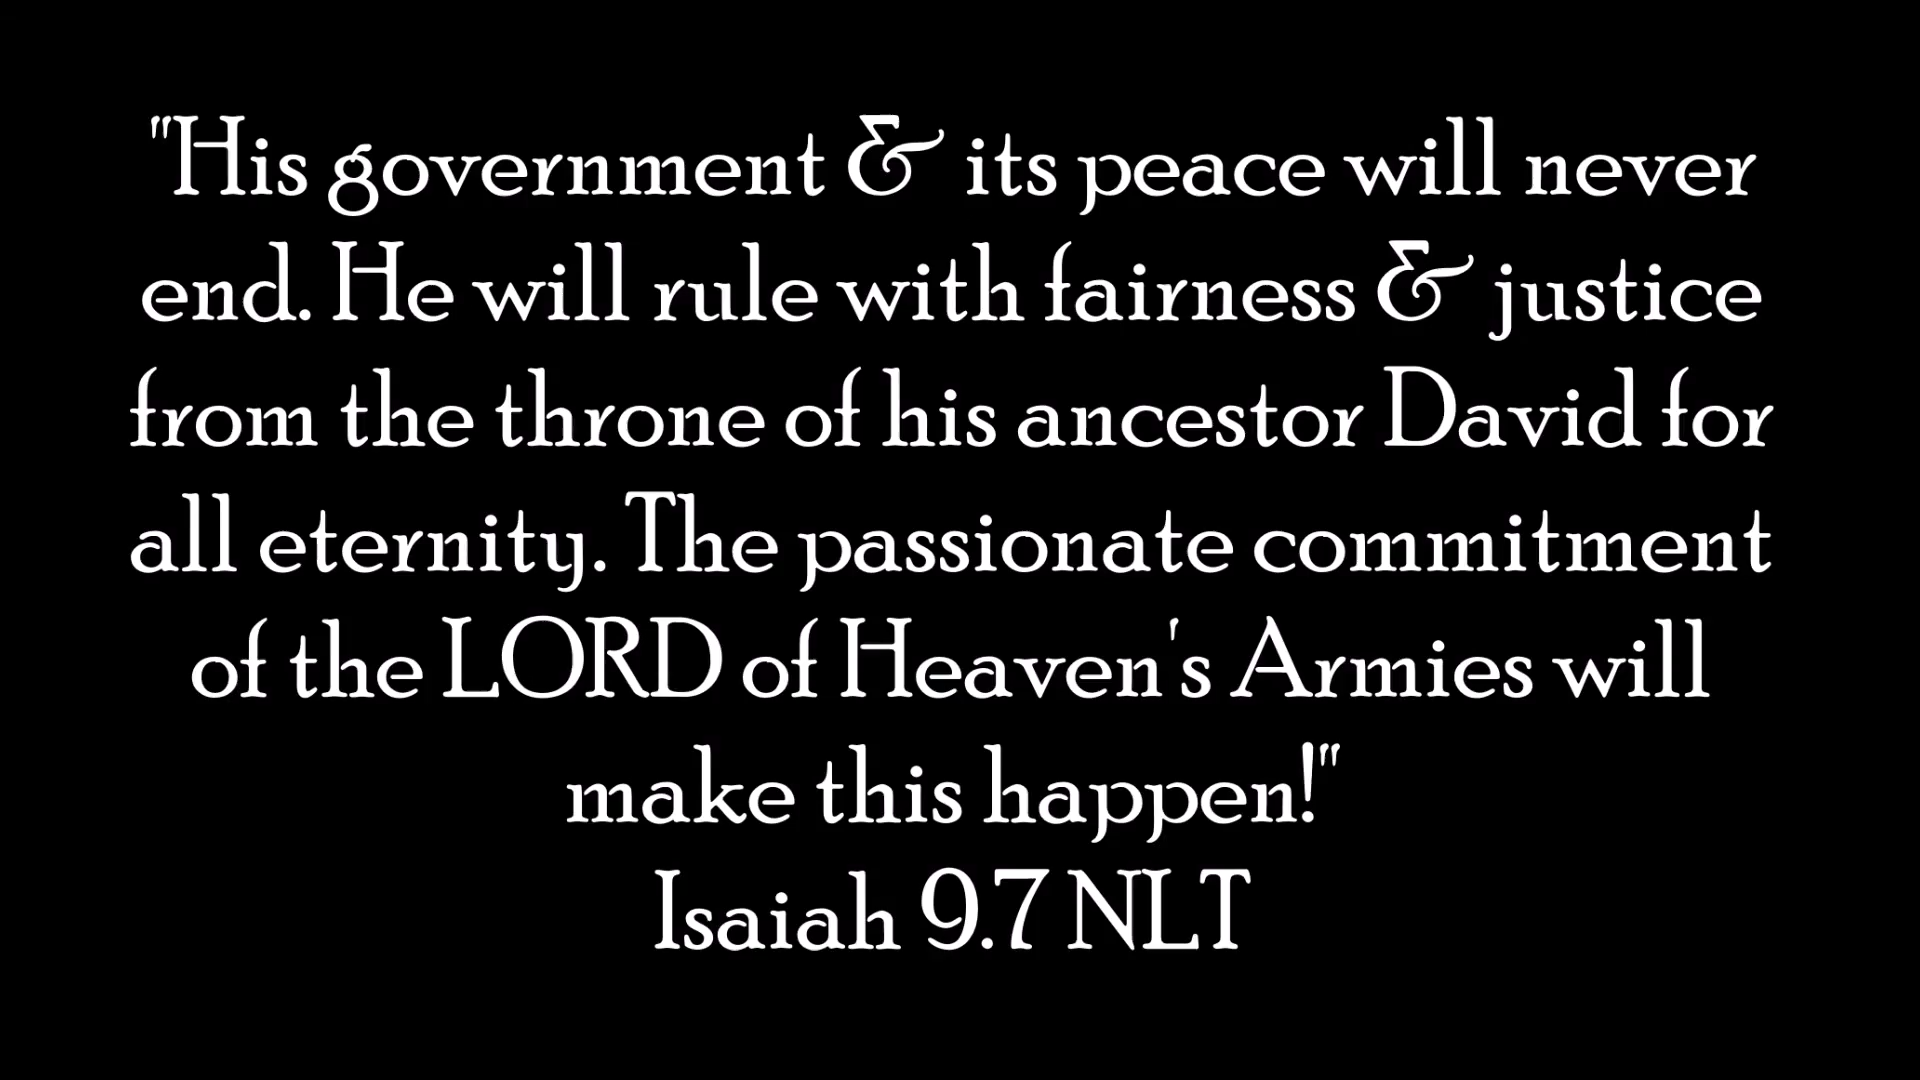 "His government & its peace will never
end. He will rule with fairness & justice
from the throne of his ancestor David for
all eternity. The passionate commitment
of the LORD of Heaven's Armies will
make this happen!"
Isaiah 9.7 NLT